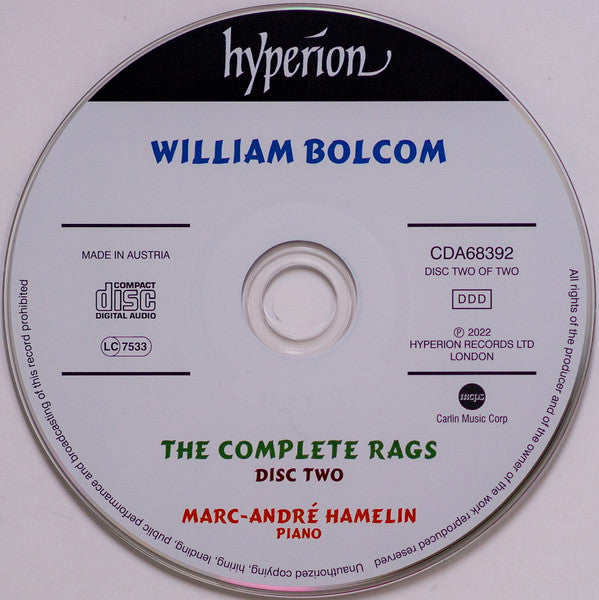 hyperion
WILLIAM BOLCOM
MADE IN AUSTRIA
COMPACT
disc
DIGITAL AUDIO
LC 7533
CDA68392
DISC TWO OF TWO
DDD
℗ 2022
HYPERION RECORDS LTD
LONDON
mcps
Carlin Music Corp
THE COMPLETE RAGS
DISC TWO
MARC-ANDRÉ HAMELIN
PIANO
All rights of the producer and of the owner of the work reproduced reserved. Unauthorized copying, hiring, lending, public performance and broadcasting of this record prohibited